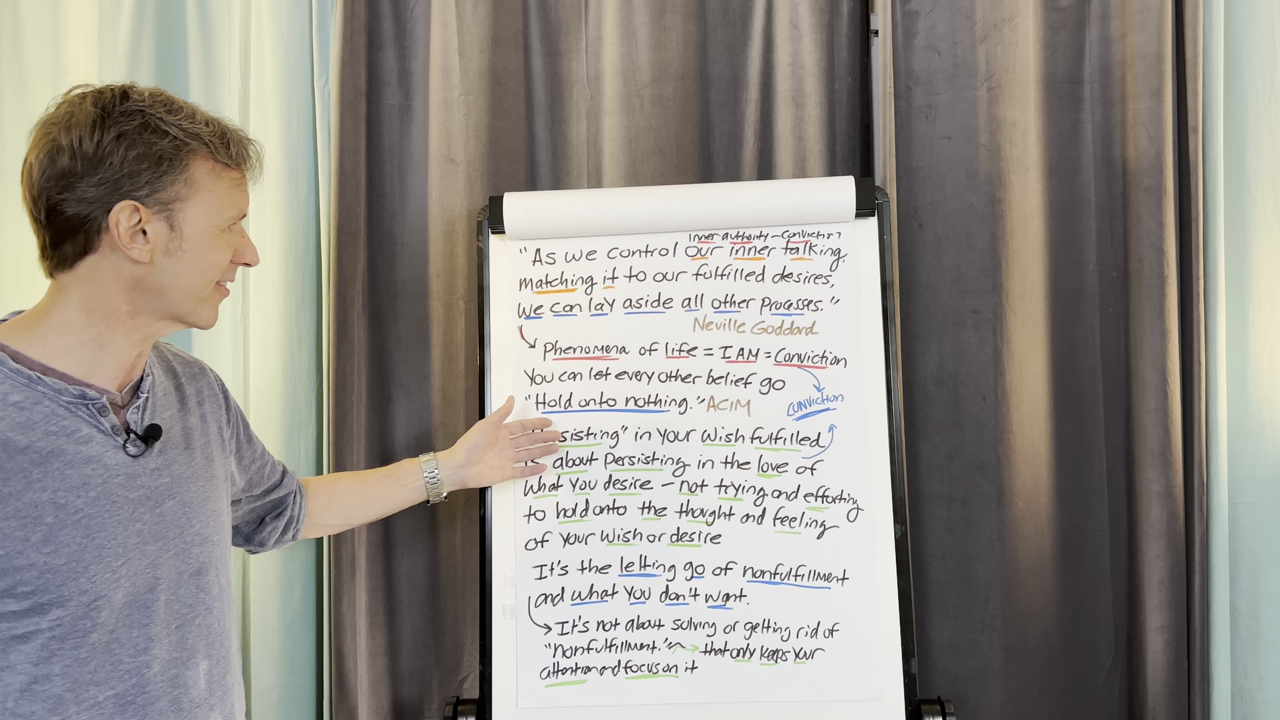 Inner authority - Conviction
"As we control our inner talking,
matching it to our fulfilled desires,
we can lay aside all other processes."
Neville Goddard
Phenomena of life = I AM = Conviction
You can let every other belief go
"Hold onto nothing." ACIM
CONVICTION
sisting" in your wish fulfilled
is about Persisting in the love of
what you desire - not trying and efforting
to hold onto the thought and feeling
of your wish or desire
It's the letting go of nonfulfillment
and what you don't want.
It's not about solving or getting rid of
"nonfulfillment." that only keeps your
attention and focus on it